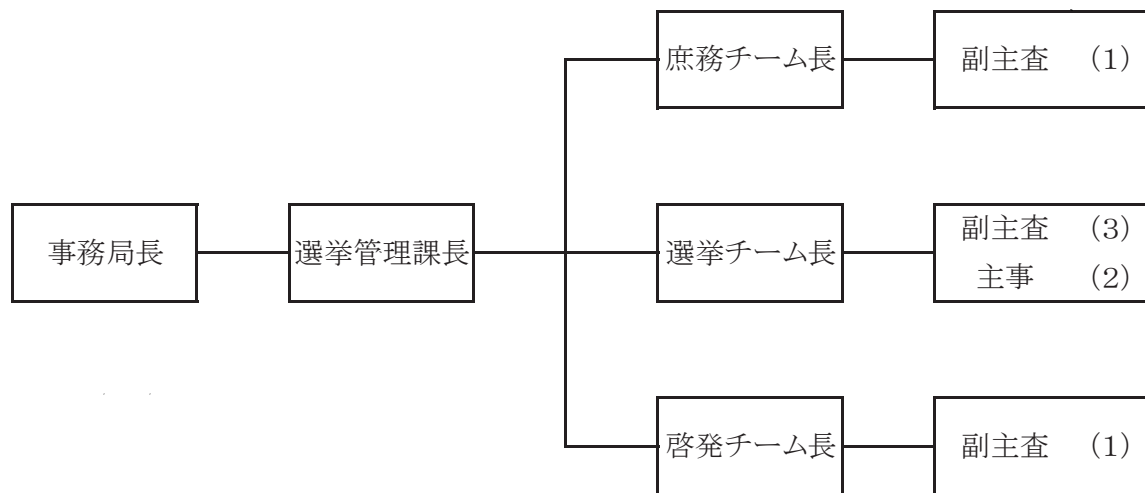 庶務チーム長
副主査 (1)
事務局長
選挙管理課長
選挙チーム長
副主査 (3)
主事 (2)
啓発チーム長
副主査 (1)